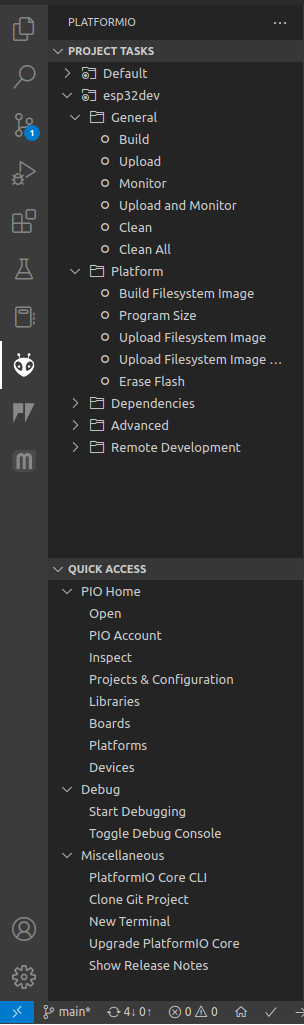 PLATFORMIO
PROJECT TASKS
Default
esp32dev
General
Build
Upload
Monitor
Upload and Monitor
Clean
Clean All
Platform
Build Filesystem Image
Program Size
Upload Filesystem Image
Upload Filesystem Image ...
Erase Flash
Dependencies
Advanced
Remote Development
1
m
QUICK ACCESS
PIO Home
Open
PIO Account
Inspect
Projects & Configuration
Libraries
Boards
Platforms
Devices
Debug
Start Debugging
Toggle Debug Console
Miscellaneous
PlatformIO Core CLI
Clone Git Project
New Terminal
Upgrade PlatformIO Core
Show Release Notes
main* 4↓ 0↑ 0 0